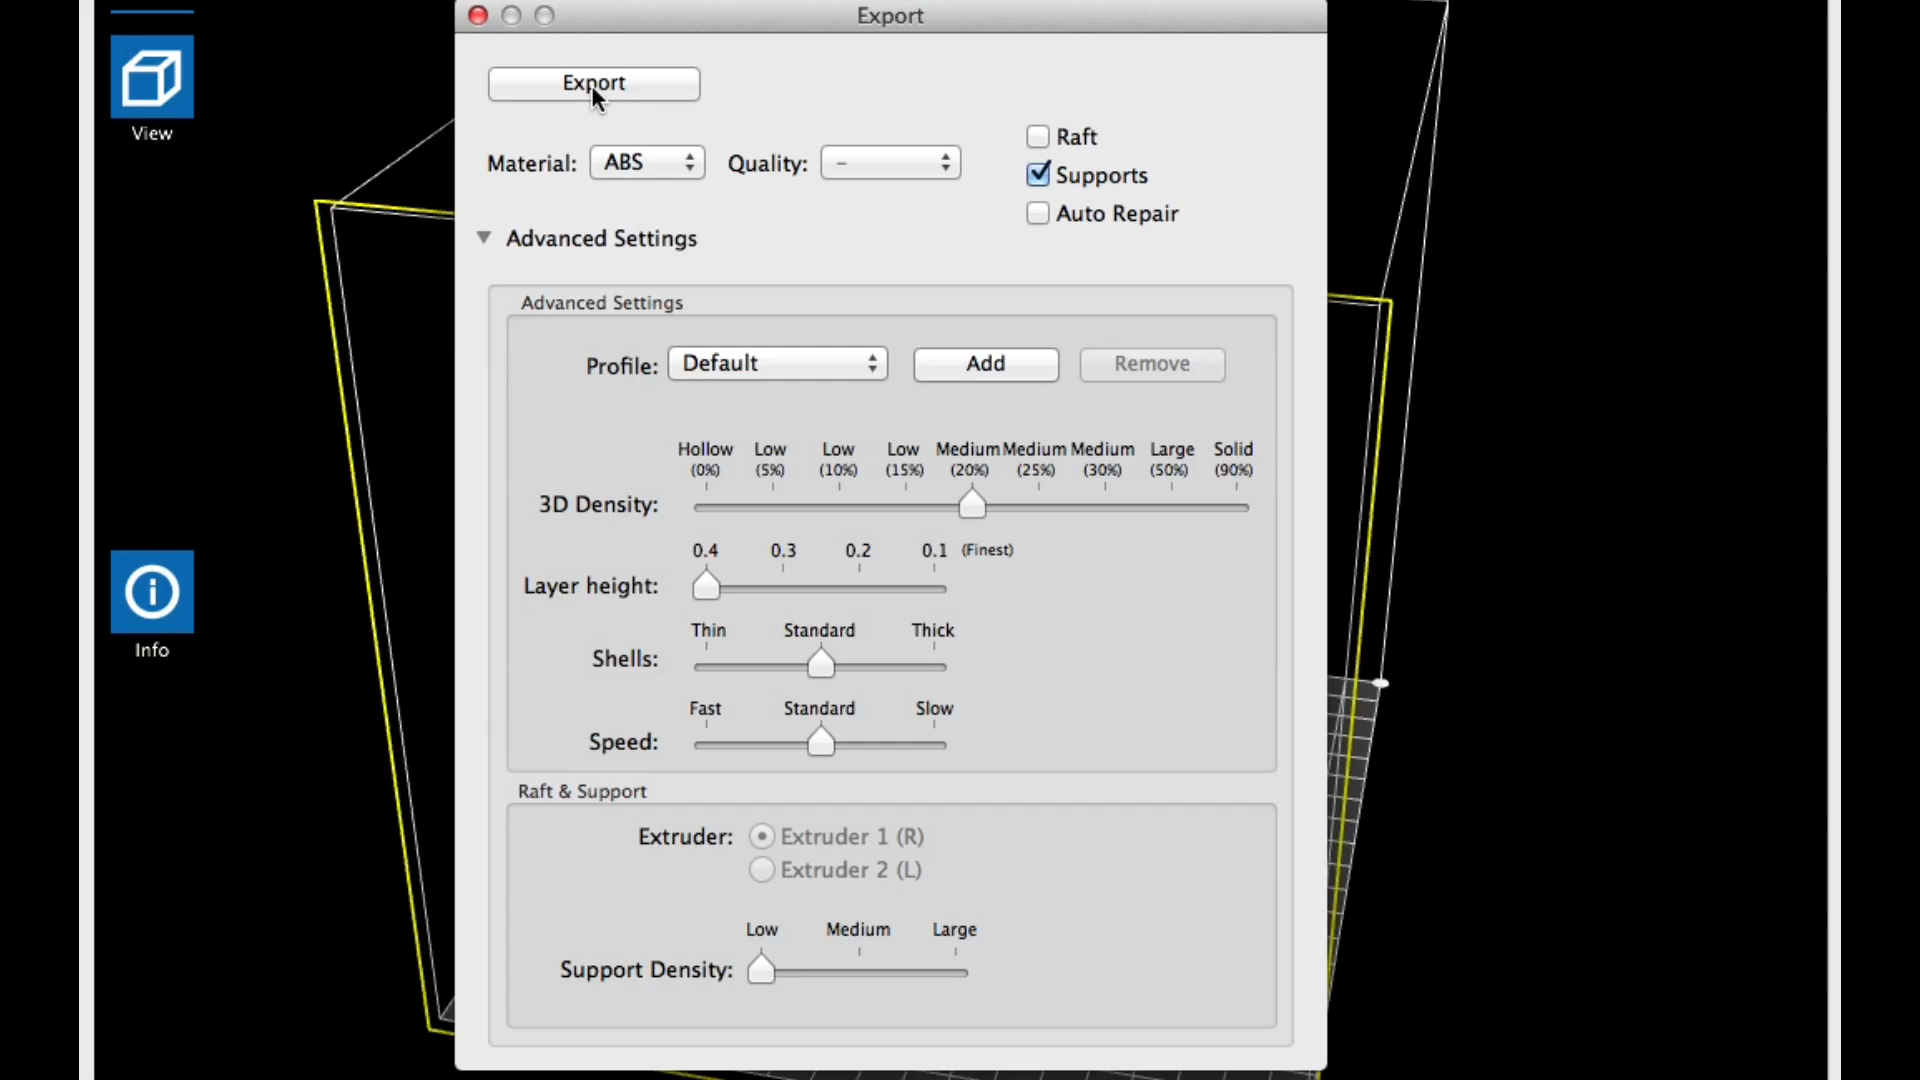 Export
View
Export
Raft
Material: ABS Quality: –
Supports
Auto Repair
Advanced Settings
Advanced Settings
Profile: Default Add Remove
Hollow Low Low Low Medium Medium Medium Large Solid
(0%) (5%) (10%) (15%) (20%) (25%) (30%) (50%) (90%)
3D Density:
0.4 0.3 0.2 0.1 (Finest)
Layer height:
Thin Standard Thick
Shells:
Info
Fast Standard Slow
Speed:
Raft & Support
Extruder: Extruder 1 (R)
Extruder 2 (L)
Low Medium Large
Support Density: